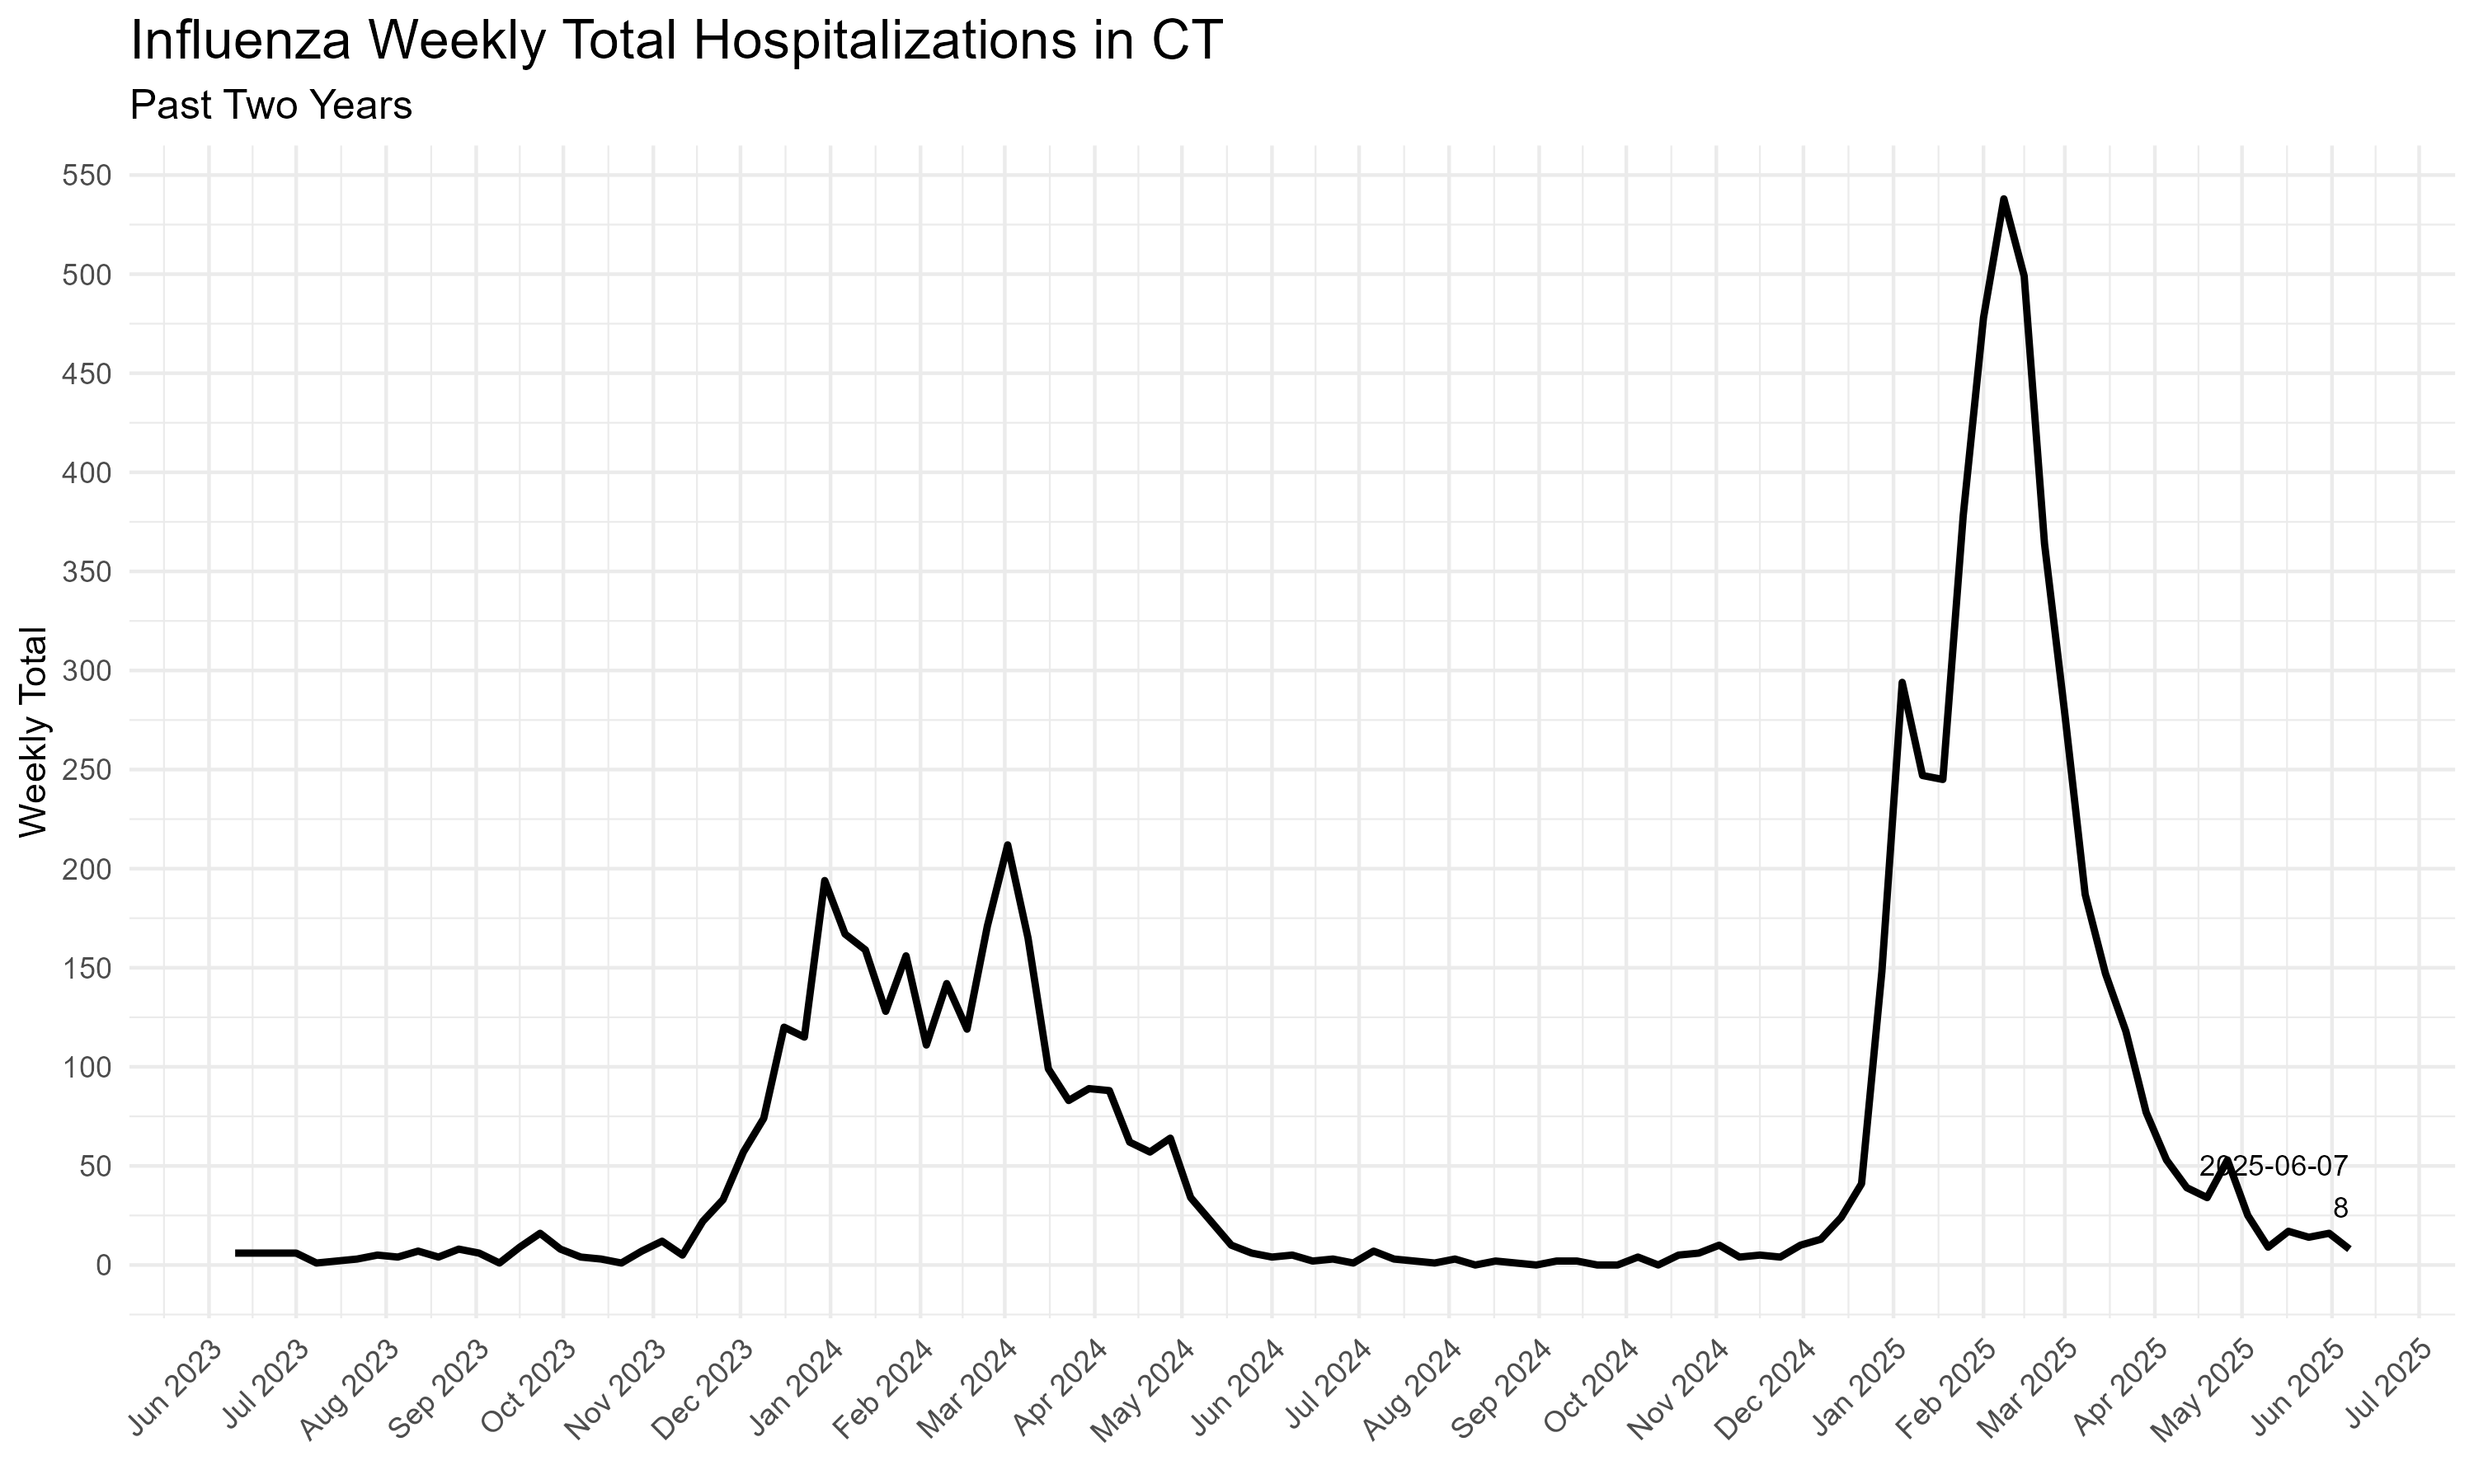 Influenza Weekly Total Hospitalizations in CT
Past Two Years
Weekly Total
550
500
450
400
350
300
250
200
150
100
50
0
2025-06-07
8
Jun 2023
Jul 2023
Aug 2023
Sep 2023
Oct 2023
Nov 2023
Dec 2023
Jan 2024
Feb 2024
Mar 2024
Apr 2024
May 2024
Jun 2024
Jul 2024
Aug 2024
Sep 2024
Oct 2024
Nov 2024
Dec 2024
Jan 2025
Feb 2025
Mar 2025
Apr 2025
May 2025
Jun 2025
Jul 2025